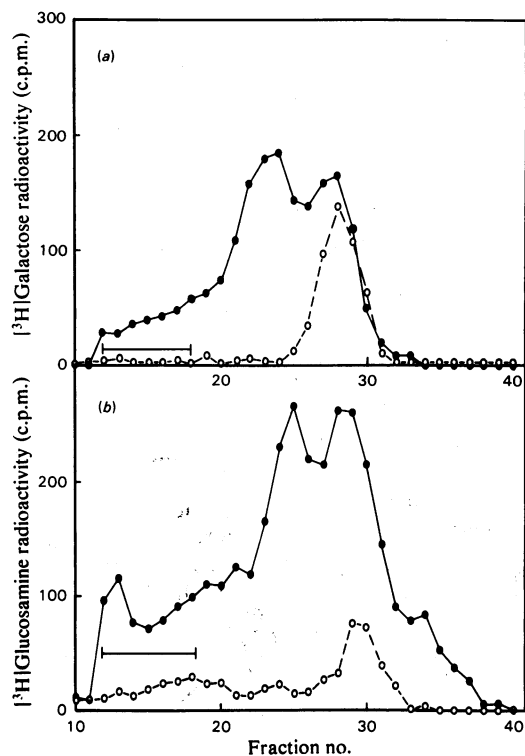 300
(a)
200
100
0
[³H]Galactose radioactivity (c.p.m.)
20
30
40
(b)
200
100
0
[³H]Glucosamine radioactivity (c.p.m.)
10
20
30
40
Fraction no.